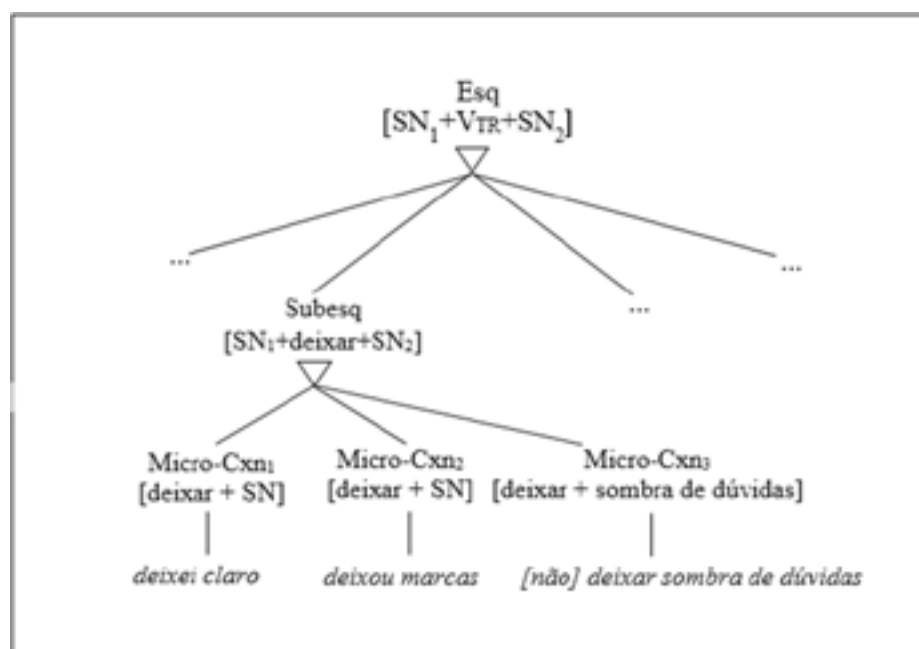 Esq
[SN₁+VTR+SN₂]
...
...
...
Subesq
[SN₁+deixar+SN₂]
Micro-Cxn₁ Micro-Cxn₂ Micro-Cxn₃
[deixar + SN] [deixar + SN] [deixar + sombra de dúvidas]
deixei claro deixou marcas [não] deixar sombra de dúvidas